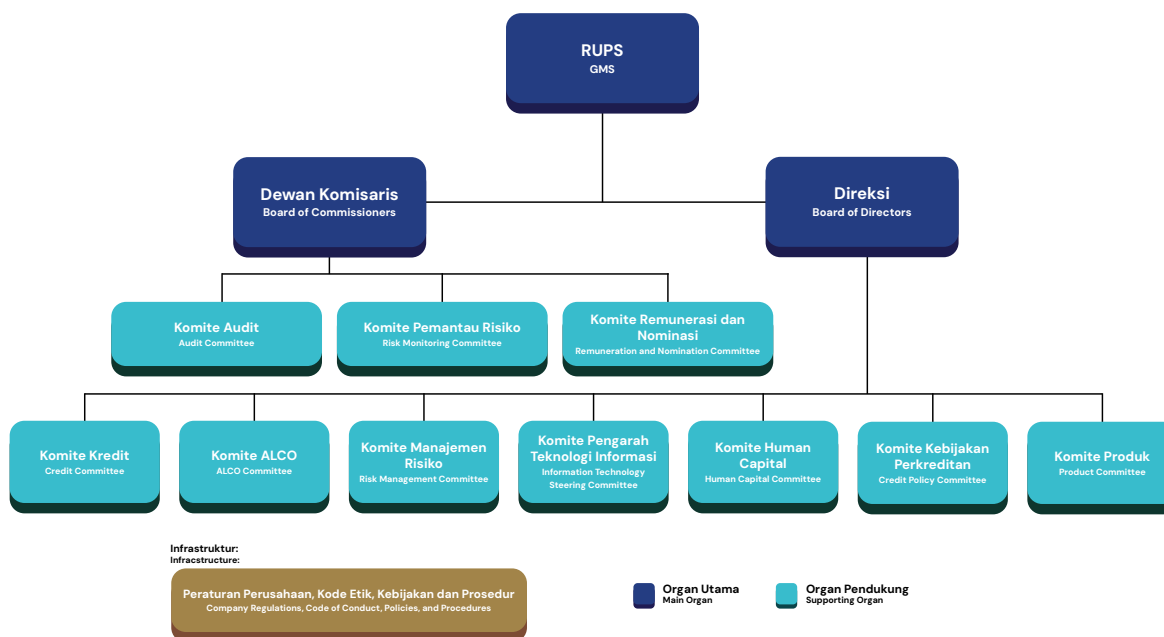 RUPS
GMS
Dewan Komisaris
Board of Commissioners
Direksi
Board of Directors
Komite Audit
Audit Committee
Komite Pemantau Risiko
Risk Monitoring Committee
Komite Remunerasi dan
Nominasi
Remuneration and Nomination Committee
Komite Kredit
Credit Committee
Komite ALCO
ALCO Committee
Komite Manajemen
Risiko
Risk Management Committee
Komite Pengarah
Teknologi Informasi
Information Technology
Steering Committee
Komite Human
Capital
Human Capital Committee
Komite Kebijakan
Perkreditan
Credit Policy Committee
Komite Produk
Product Committee
Infrastruktur:
Infracstructure:
Peraturan Perusahaan, Kode Etik, Kebijakan dan Prosedur
Company Regulations, Code of Conduct, Policies, and Procedures
Organ Utama
Main Organ
Organ Pendukung
Supporting Organ